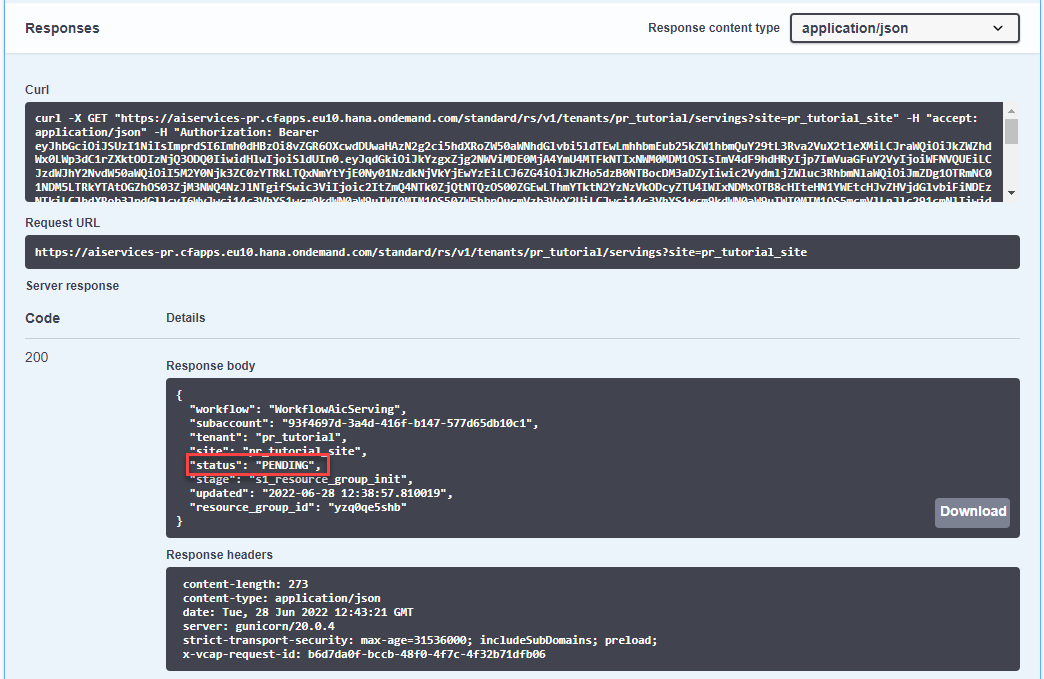 Responses
Response content type
application/json
Curl
curl -X GET "https://aiservices-pr.cfapps.eu10.hana.ondemand.com/standard/rs/v1/tenants/pr_tutorial/servings?site=pr_tutorial_site" -H "accept:
application/json" -H "Authorization: Bearer
Request URL
https://aiservices-pr.cfapps.eu10.hana.ondemand.com/standard/rs/v1/tenants/pr_tutorial/servings?site=pr_tutorial_site
Server response
Code
Details
200
Response body
{
"workflow": "WorkflowAicServing",
"subaccount": "93f4697d-3a4d-416f-b147-577d65db10c1",
"tenant": "pr_tutorial",
"site": "pr_tutorial_site",
"status": "PENDING",
"stage": "s1_resource_group_init",
"updated": "2022-06-28 12:38:57.810019",
"resource_group_id": "yzq0qe5shb"
}
Download
Response headers
content-length: 273
content-type: application/json
date: Tue, 28 Jun 2022 12:43:21 GMT
server: gunicorn/20.0.4
strict-transport-security: max-age=31536000; includeSubDomains; preload;
x-vcap-request-id: b6d7da0f-bccb-48f0-4f7c-4f32b71dfb06